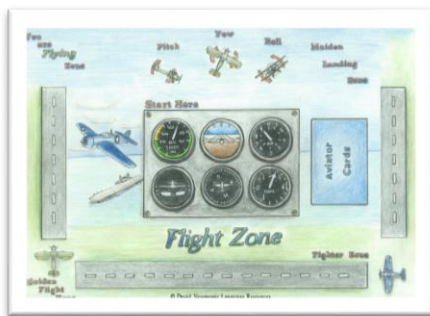 You
are
Flying
Zone
Pitch
Yaw
Roll
Maiden
Landing
Zone
Start Here
Aviator
Cards
Flight Zone
Fighter Zone
Golden
Flight
Zone